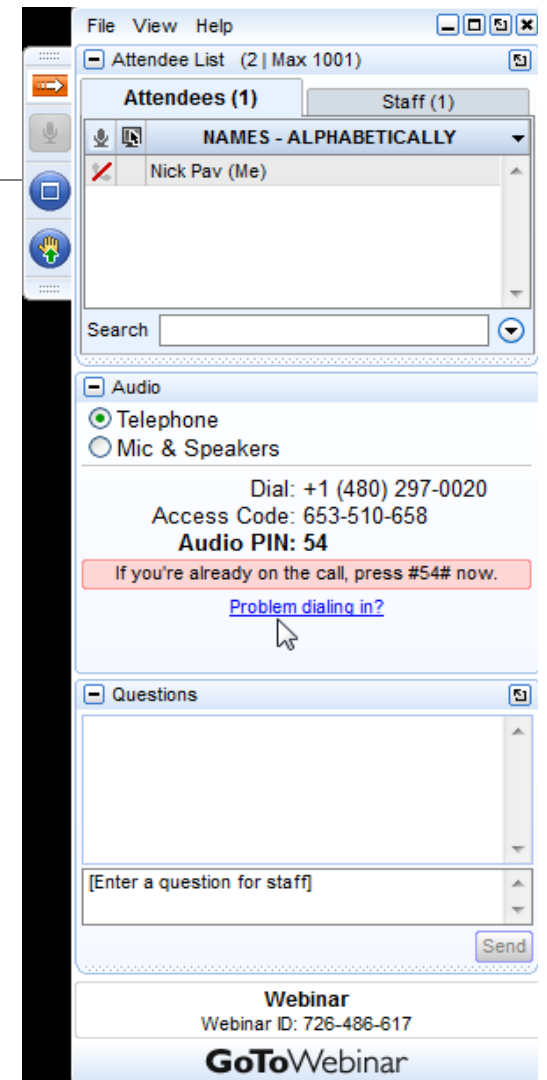 File View Help
Attendee List (2 | Max 1001)
Attendees (1) Staff (1)
NAMES - ALPHABETICALLY
Nick Pav (Me)
Search
Audio
Telephone
Mic & Speakers
Dial: +1 (480) 297-0020
Access Code: 653-510-658
Audio PIN: 54
If you're already on the call, press #54# now.
Problem dialing in?
Questions
[Enter a question for staff]
Send
Webinar
Webinar ID: 726-486-617
GoToWebinar